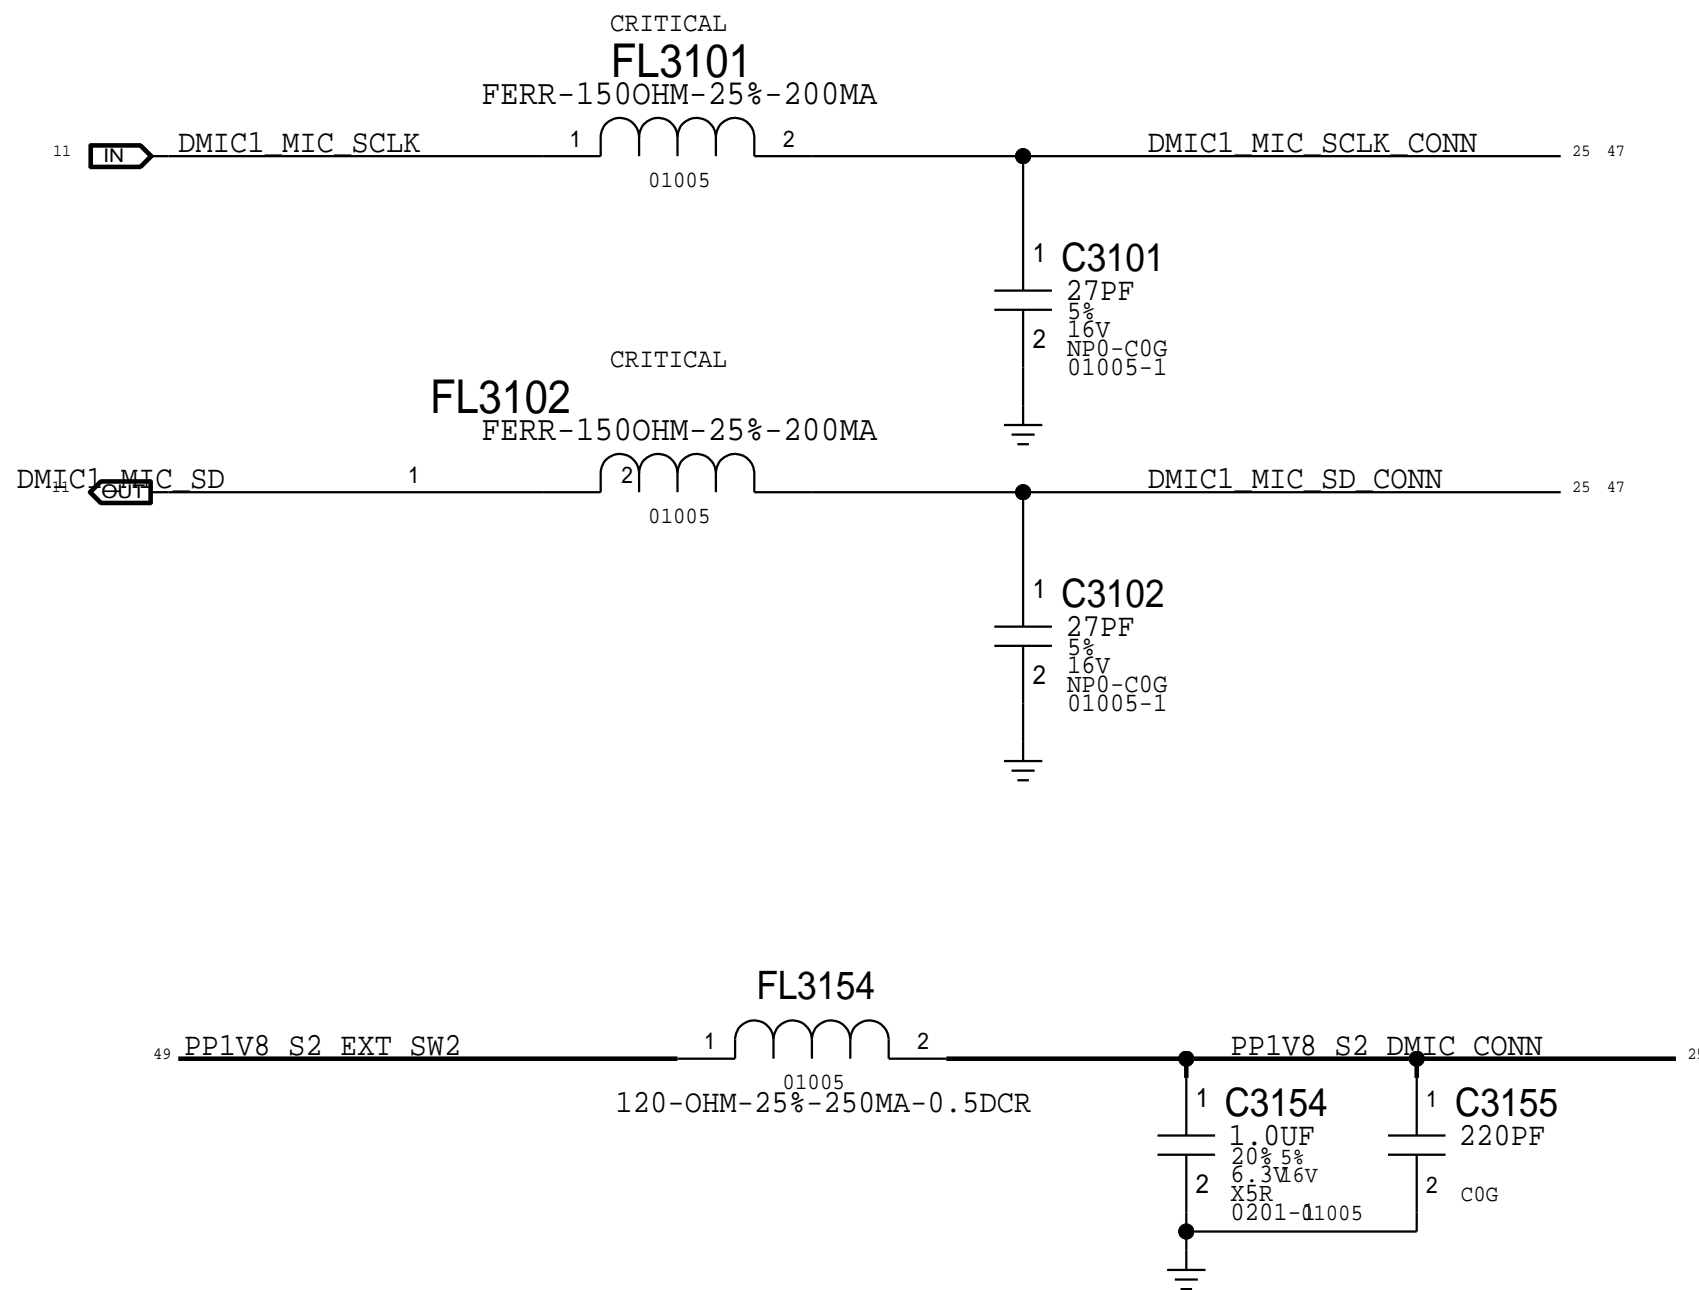 CRITICAL
FL3101
FERR-150OHM-25%-200MA
11 IN DMIC1_MIC_SCLK 1 2 DMIC1_MIC_SCLK_CONN 25 47
01005
1 C3101
27PF
5%
16V
2 NP0-C0G
01005-1
CRITICAL
FL3102
FERR-150OHM-25%-200MA
DMIC1_MIC_SD 11 OUT 1 2 DMIC1_MIC_SD_CONN 25 47
01005
1 C3102
27PF
5%
16V
2 NP0-C0G
01005-1
FL3154
49 PP1V8_S2_EXT_SW2 1 2 PP1V8_S2_DMIC_CONN
01005
120-OHM-25%-250MA-0.5DCR
1 C3154
1.0UF
20%
6.3V
2 X5R
0201-1
1 C3155
220PF
5%
16V
2 C0G
01005